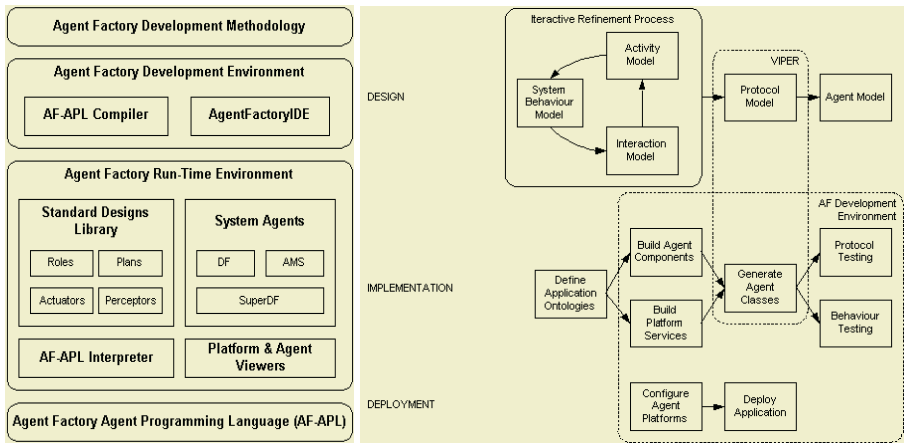 Agent Factory Development Methodology
Agent Factory Development Environment
AF-APL Compiler
AgentFactoryIDE
Agent Factory Run-Time Environment
Standard Designs
Library
Roles
Plans
Actuators
Perceptors
System Agents
DF
AMS
SuperDF
AF-APL Interpreter
Platform & Agent
Viewers
Agent Factory Agent Programming Language (AF-APL)
Iteractive Refinement Process
DESIGN
Activity
Model
System
Behaviour
Model
Interaction
Model
VIPER
Protocol
Model
Agent Model
AF Development
Environment
IMPLEMENTATION
Define
Application
Ontologies
Build Agent
Components
Build
Platform
Services
Generate
Agent
Classes
Protocol
Testing
Behaviour
Testing
DEPLOYMENT
Configure
Agent
Platforms
Deploy
Application